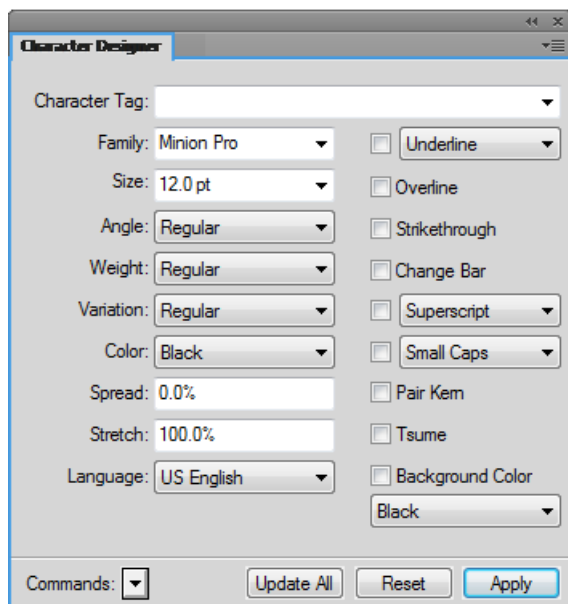 Character Designer
Character Tag:
Family: Minion Pro
Underline
Size: 12.0 pt
Overline
Angle: Regular
Strikethrough
Weight: Regular
Change Bar
Variation: Regular
Superscript
Color: Black
Small Caps
Spread: 0.0%
Pair Kern
Stretch: 100.0%
Tsume
Language: US English
Background Color
Black
Commands:
Update All
Reset
Apply